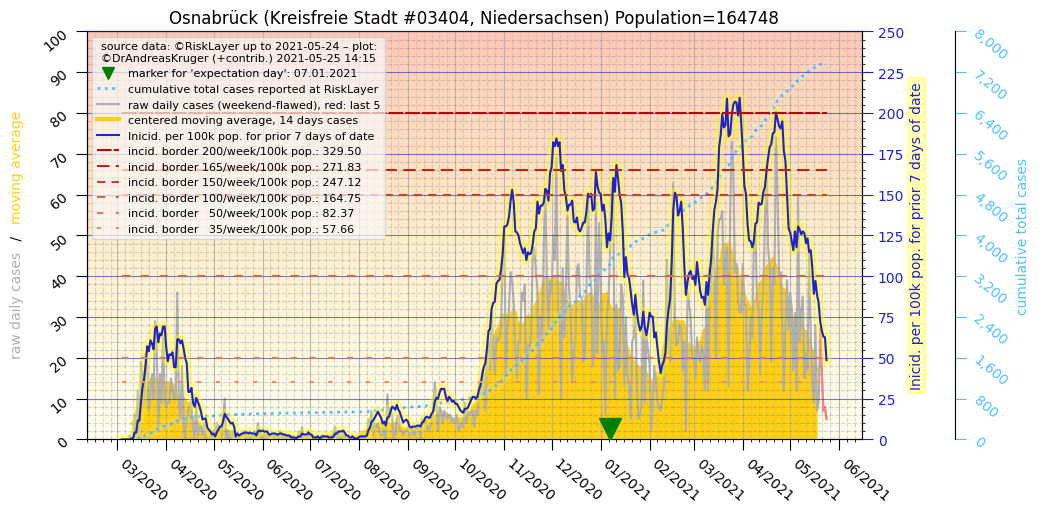 Osnabrück (Kreisfreie Stadt #03404, Niedersachsen) Population=164748
source data: ©RiskLayer up to 2021-05-24 – plot:
©DrAndreasKruger (+contrib.) 2021-05-25 14:15
marker for 'expectation day': 07.01.2021
cumulative total cases reported at RiskLayer
raw daily cases (weekend-flawed), red: last 5
centered moving average, 14 days cases
Inicid. per 100k pop. for prior 7 days of date
incid. border 200/week/100k pop.: 329.50
incid. border 165/week/100k pop.: 271.83
incid. border 150/week/100k pop.: 247.12
incid. border 100/week/100k pop.: 164.75
incid. border   50/week/100k pop.: 82.37
incid. border   35/week/100k pop.: 57.66
raw daily cases   /   moving average
100
90
80
70
60
50
40
30
20
10
0
03/2020
04/2020
05/2020
06/2020
07/2020
08/2020
09/2020
10/2020
11/2020
12/2020
01/2021
02/2021
03/2021
04/2021
05/2021
06/2021
250
225
200
175
150
125
100
75
50
25
0
Inicid. per 100k pop. for prior 7 days of date
8,000
7,200
6,400
5,600
4,800
4,000
3,200
2,400
1,600
800
0
cumulative total cases